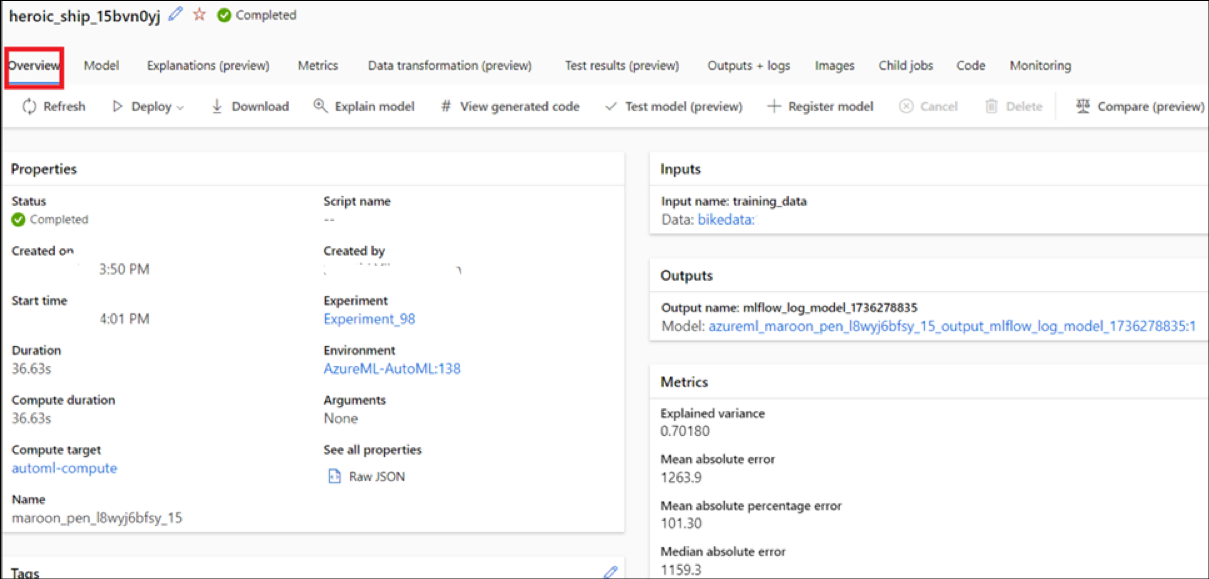 heroic_ship_15bvn0yj Completed
Overview Model Explanations (preview) Metrics Data transformation (preview) Test results (preview) Outputs + logs Images Child jobs Code Monitoring
Refresh Deploy Download Explain model # View generated code Test model (preview) Register model Cancel Delete Compare (preview)
Properties
Status
Completed
Script name
--
Created on
3:50 PM
Created by
Start time
4:01 PM
Experiment
Experiment_98
Duration
36.63s
Environment
AzureML-AutoML:138
Compute duration
36.63s
Arguments
None
Compute target
automl-compute
See all properties
Raw JSON
Name
maroon_pen_l8wyj6bfsy_15
Tags
Inputs
Input name: training_data
Data: bikedata:
Outputs
Output name: mlflow_log_model_1736278835
Model: azureml_maroon_pen_l8wyj6bfsy_15_output_mlflow_log_model_1736278835:1
Metrics
Explained variance
0.70180
Mean absolute error
1263.9
Mean absolute percentage error
101.30
Median absolute error
1159.3